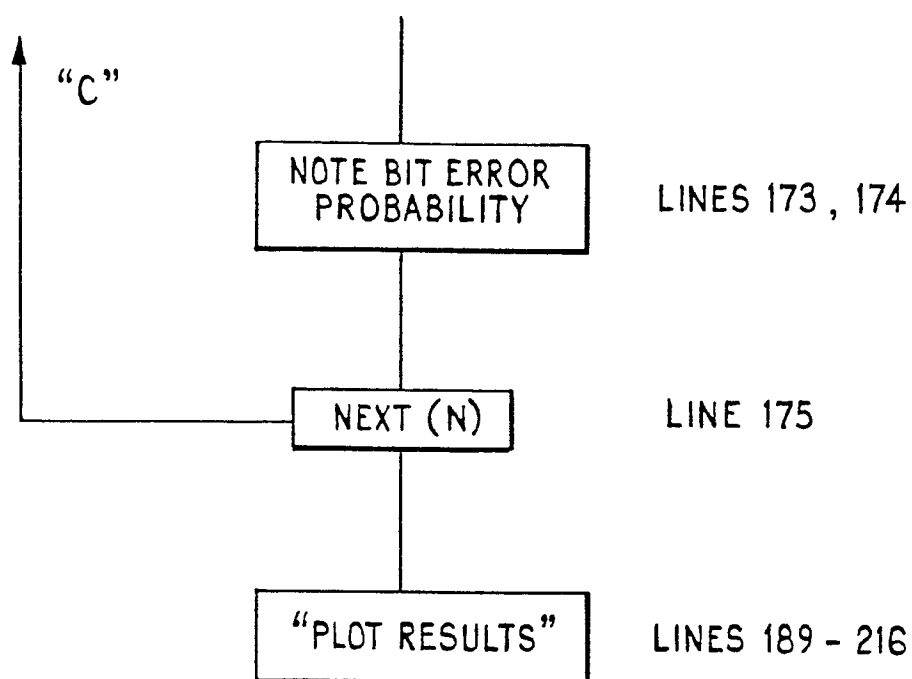 “C”
NOTE BIT ERROR
PROBABILITY
LINES 173 , 174
NEXT (N)
LINE 175
“PLOT RESULTS”
LINES 189 - 216